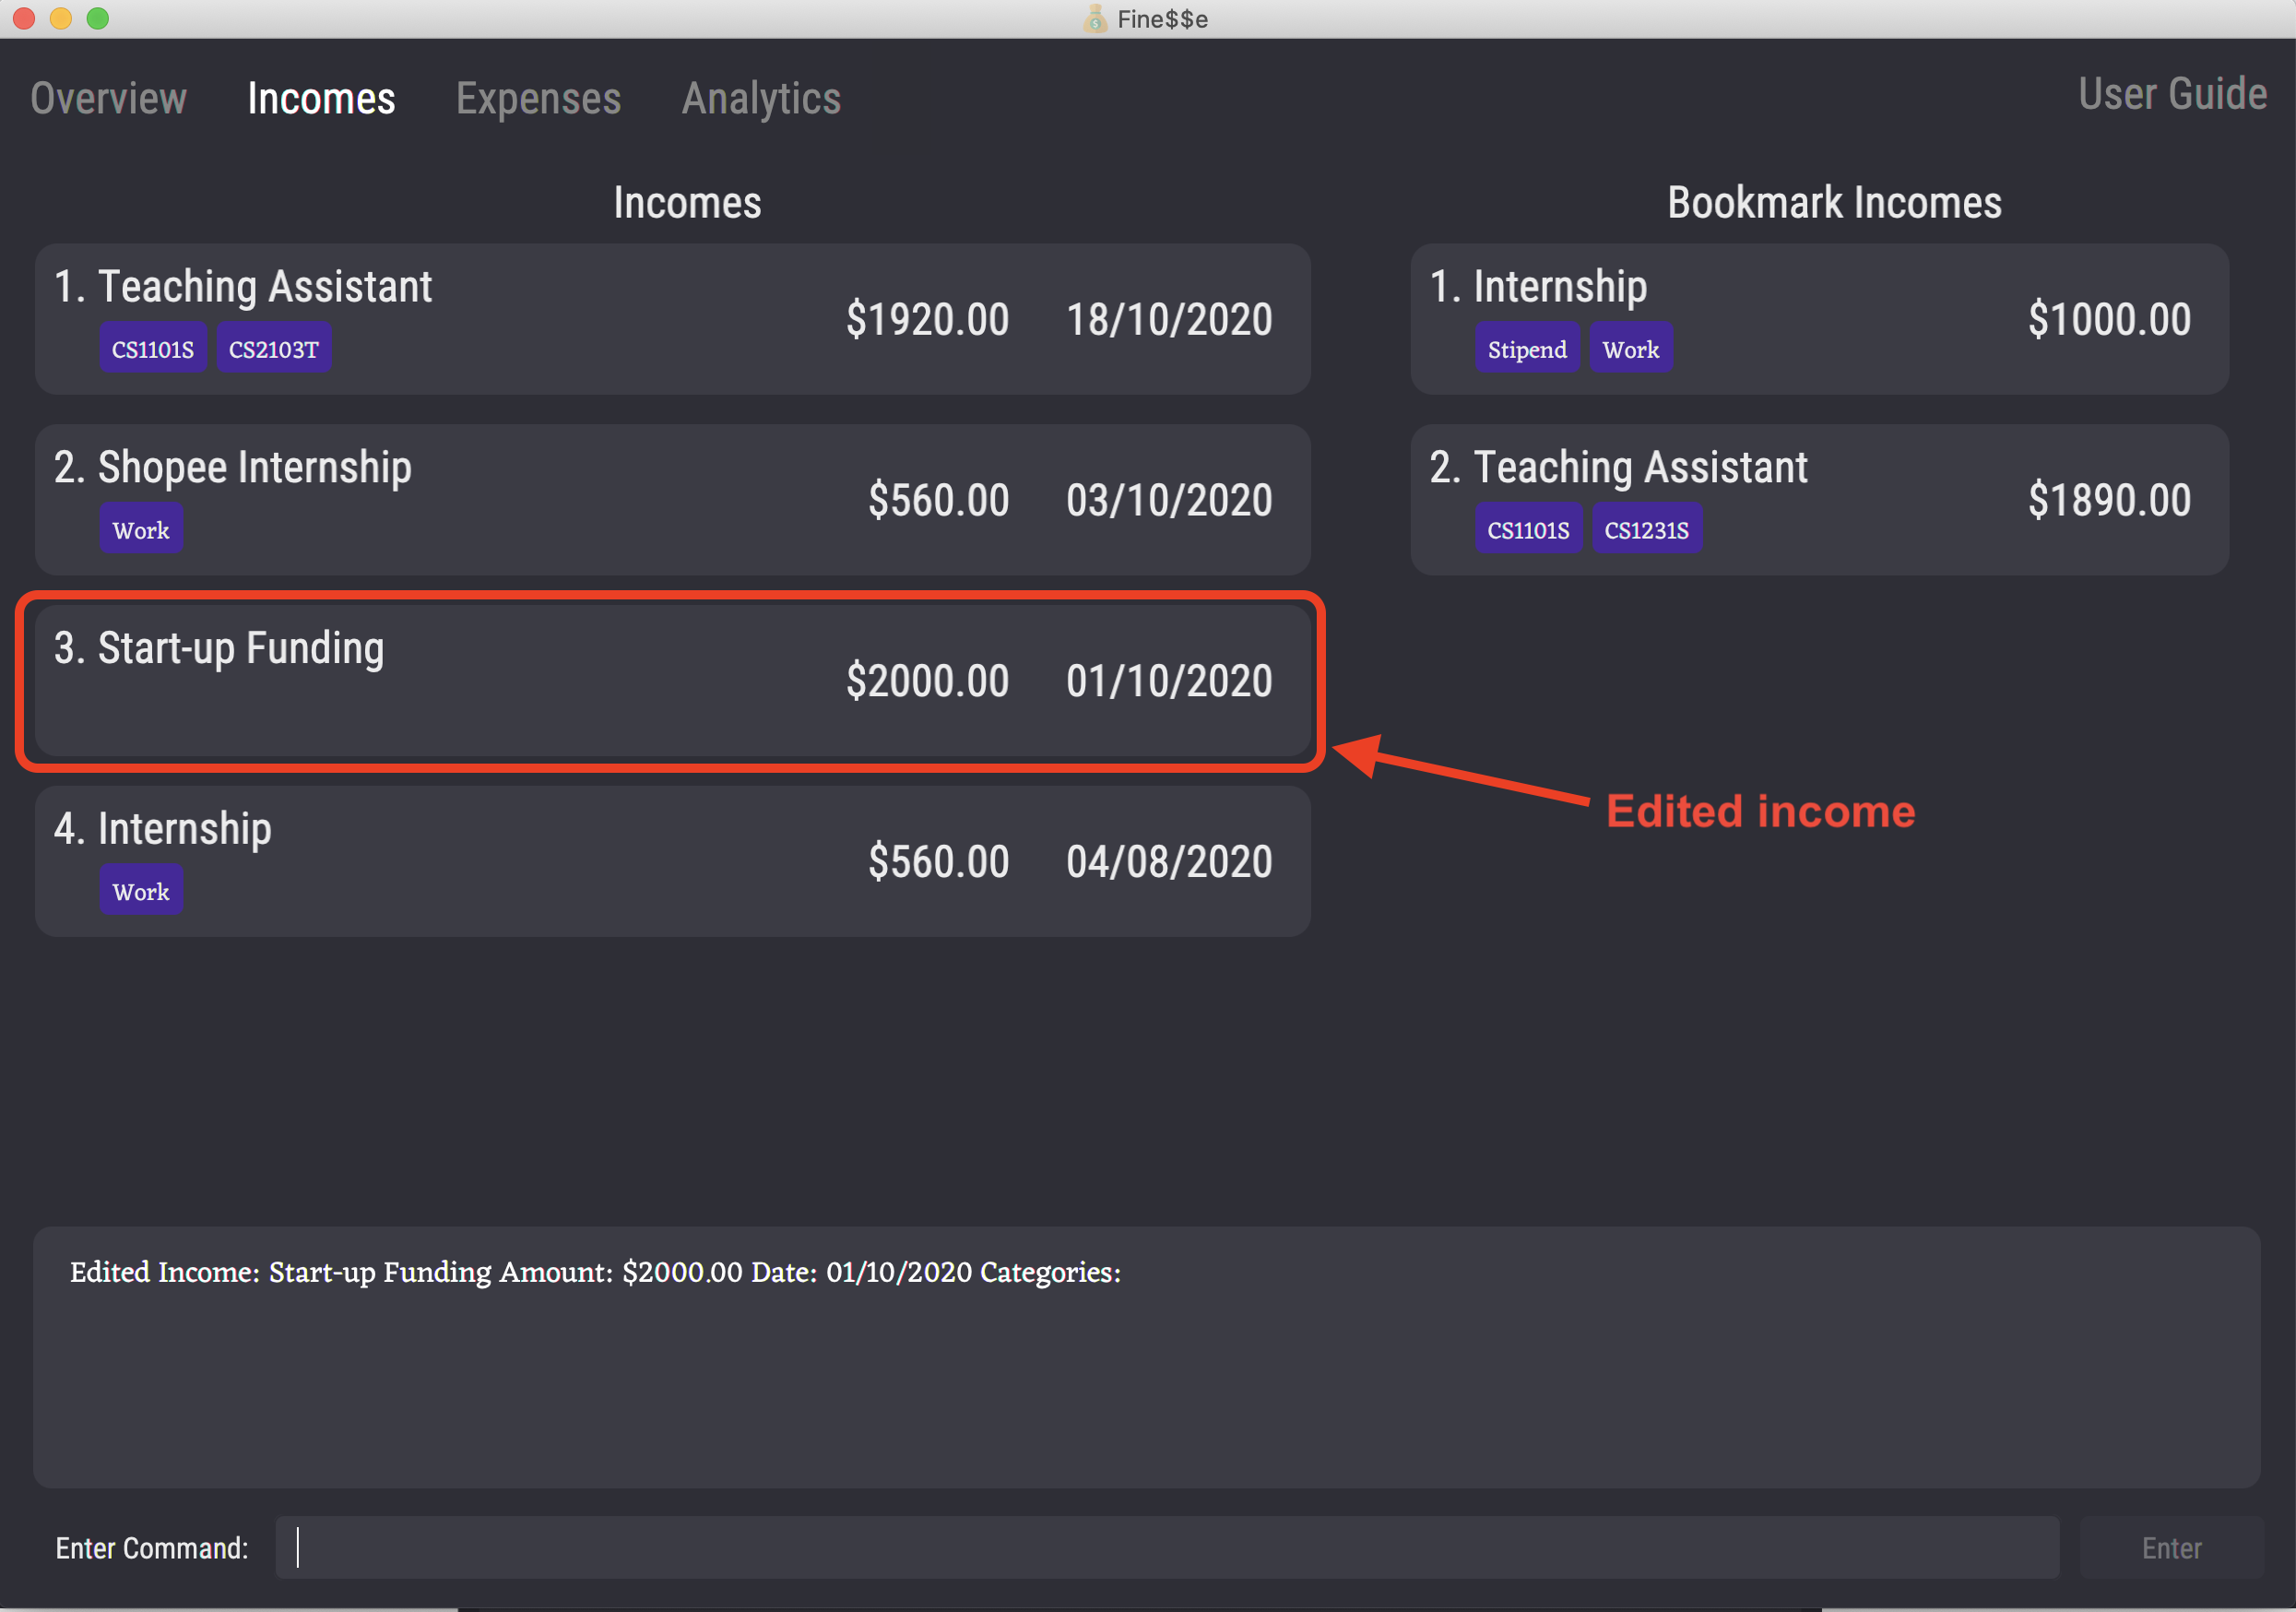 Fine$$e
Overview Incomes Expenses Analytics User Guide
Incomes
1. Teaching Assistant
CS1101S CS2103T
$1920.00 18/10/2020
2. Shopee Internship
Work
$560.00 03/10/2020
3. Start-up Funding
$2000.00 01/10/2020
4. Internship
Work
$560.00 04/08/2020
Bookmark Incomes
1. Internship
Stipend Work
$1000.00
2. Teaching Assistant
CS1101S CS1231S
$1890.00
Edited income
Edited Income: Start-up Funding Amount: $2000.00 Date: 01/10/2020 Categories:
Enter Command:
Enter